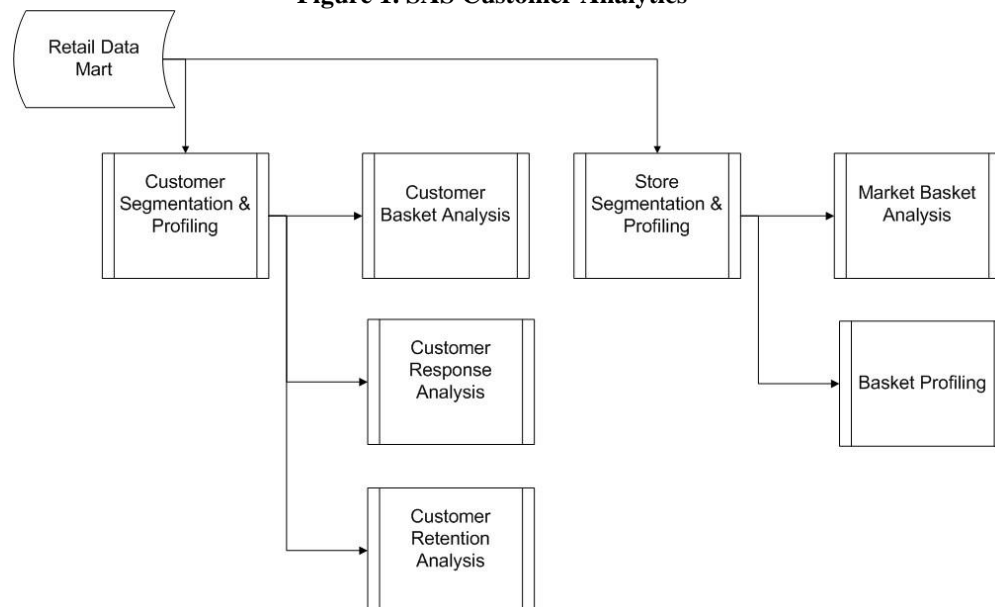 Figure 1. SAS Customer Analytics
Retail Data
Mart
Customer
Segmentation &
Profiling
Customer
Basket Analysis
Store
Segmentation &
Profiling
Market Basket
Analysis
Customer
Response
Analysis
Basket Profiling
Customer
Retention
Analysis